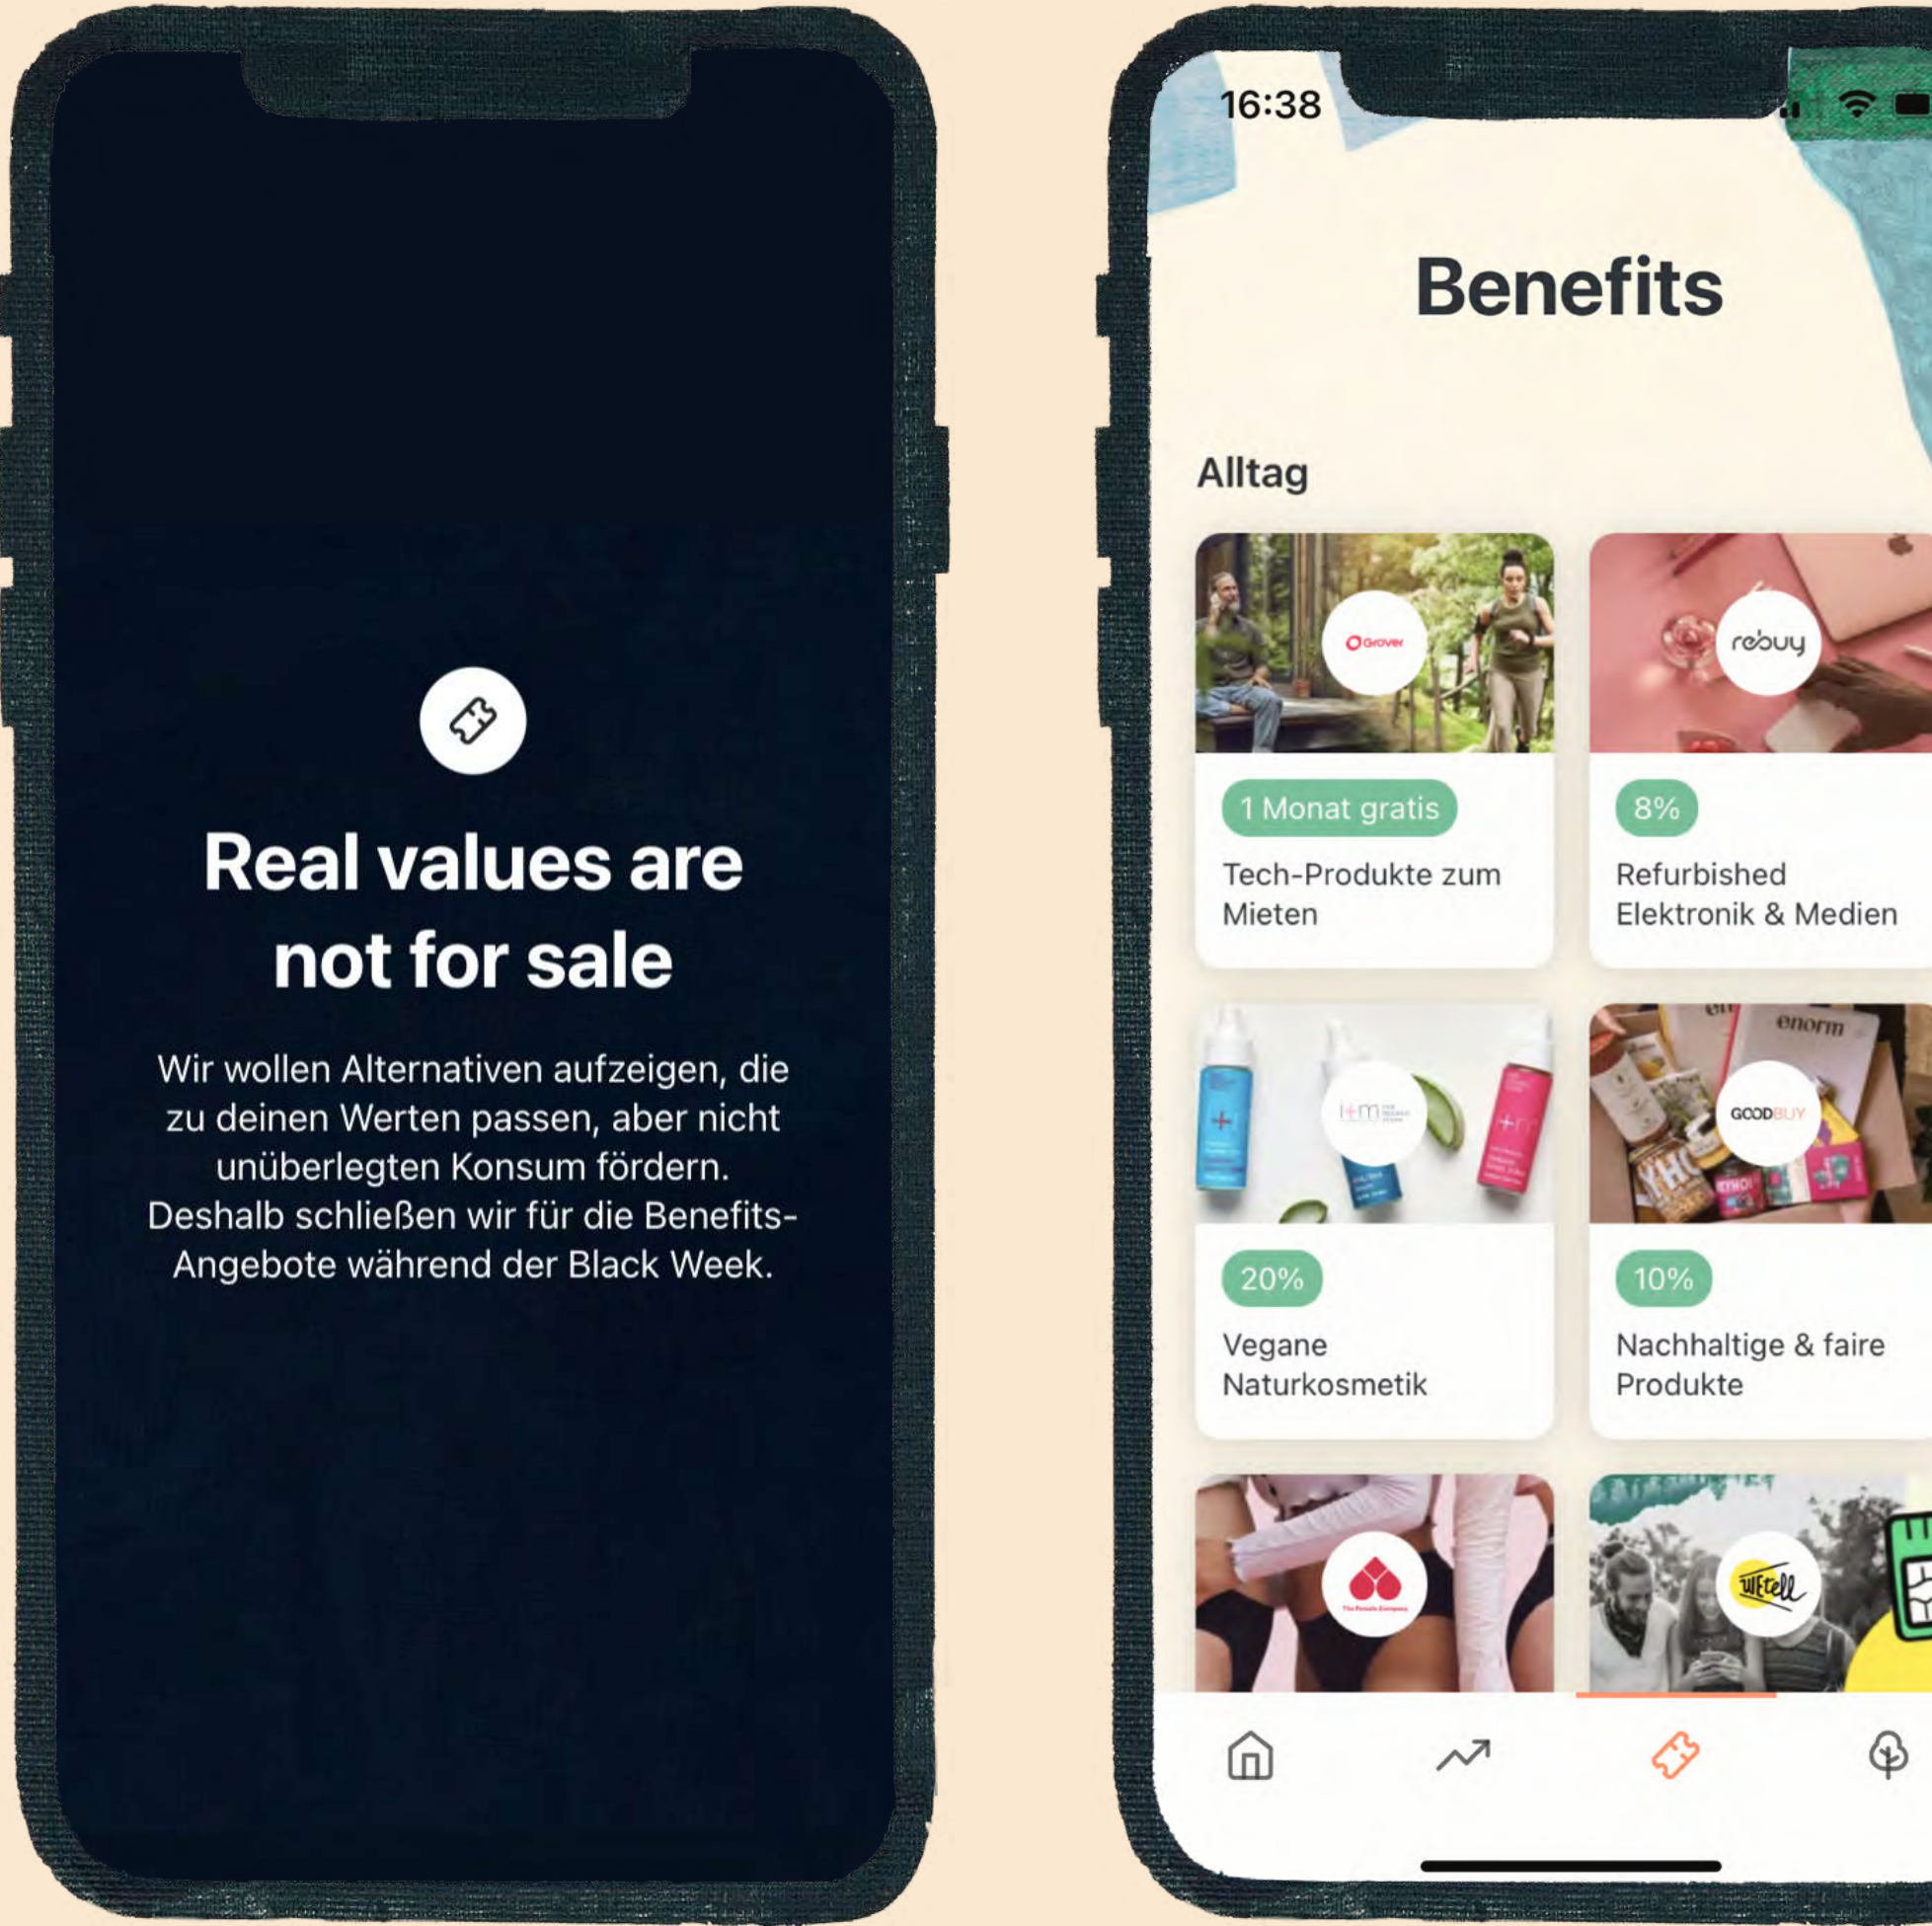 Real values are
not for sale
Wir wollen Alternativen aufzeigen, die
zu deinen Werten passen, aber nicht
unüberlegten Konsum fördern.
Deshalb schließen wir für die Benefits-
Angebote während der Black Week.
16:38
Benefits
Alltag
Grover
rebuy
1 Monat gratis
8%
Tech-Produkte zum
Mieten
Refurbished
Elektronik & Medien
enorm
i+m
GOODBUY
20%
10%
Vegane
Naturkosmetik
Nachhaltige & faire
Produkte
The Female Company
WEtell